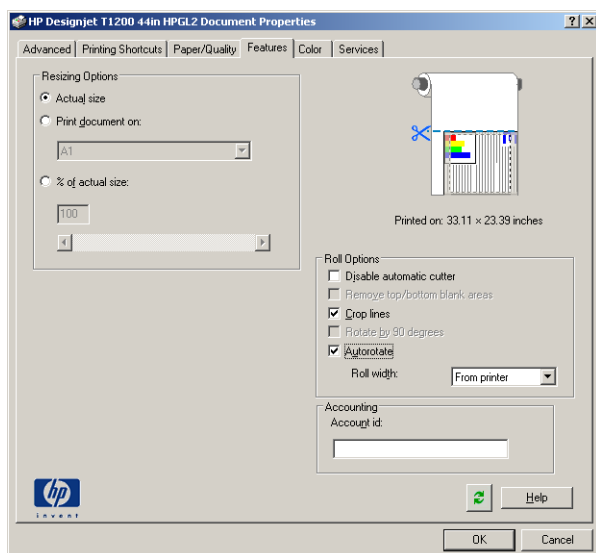 HP Designjet T1200 44in HPGL2 Document Properties
Advanced Printing Shortcuts Paper/Quality Features Color Services
Resizing Options
Actual size
Print document on:
A1
% of actual size:
100
Printed on: 33.11 × 23.39 inches
Roll Options
Disable automatic cutter
Remove top/bottom blank areas
Crop lines
Rotate by 90 degrees
Autorotate
Roll width: From printer
Accounting
Account id:
hp
invent
Help
OK Cancel